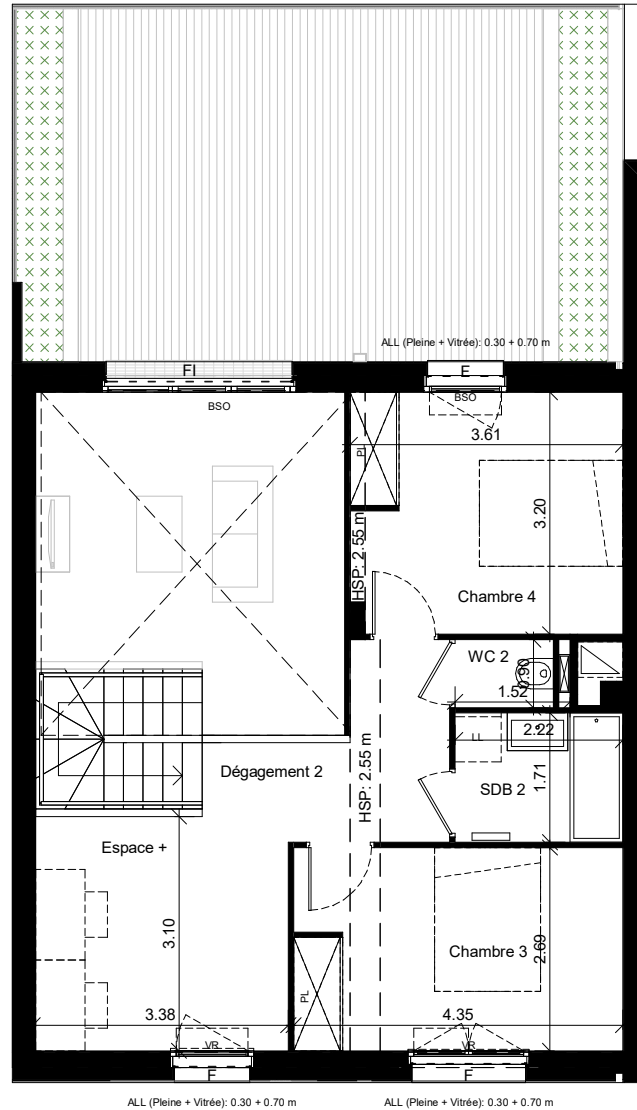 ALL (Pleine + Vitrée): 0.30 + 0.70 m
FI
F
BSO
BSO
3.61
PL
3.20
HSP: 2.55 m
Chambre 4
WC 2
0.90
1.52
LL
2.22
Dégagement 2
HSP: 2.55 m
SDB 2
1.71
Espace +
3.10
Chambre 3
2.69
PL
3.38
4.35
VR
VR
F
F
ALL (Pleine + Vitrée): 0.30 + 0.70 m
ALL (Pleine + Vitrée): 0.30 + 0.70 m